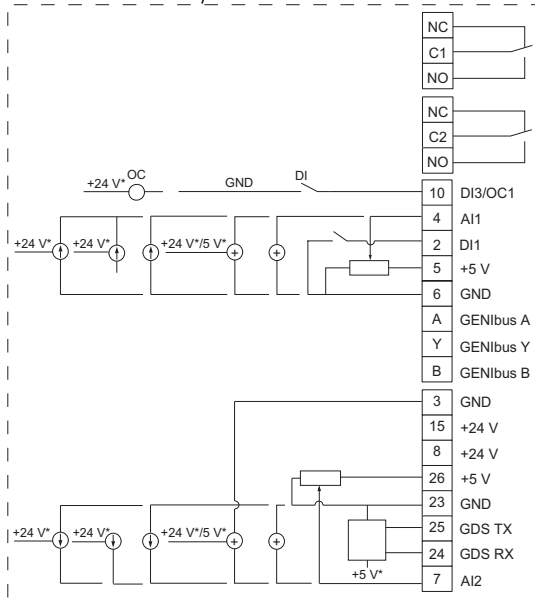 NC
C1
NO
NC
C2
NO
+24 V* OC GND DI 10 DI3/OC1
4 AI1
+24 V* +24 V* +24 V*/5 V* 2 DI1
5 +5 V
6 GND
A GENIbus A
Y GENIbus Y
B GENIbus B
3 GND
15 +24 V
8 +24 V
26 +5 V
23 GND
+24 V* +24 V* +24 V*/5 V* 25 GDS TX
24 GDS RX
+5 V* 7 AI2